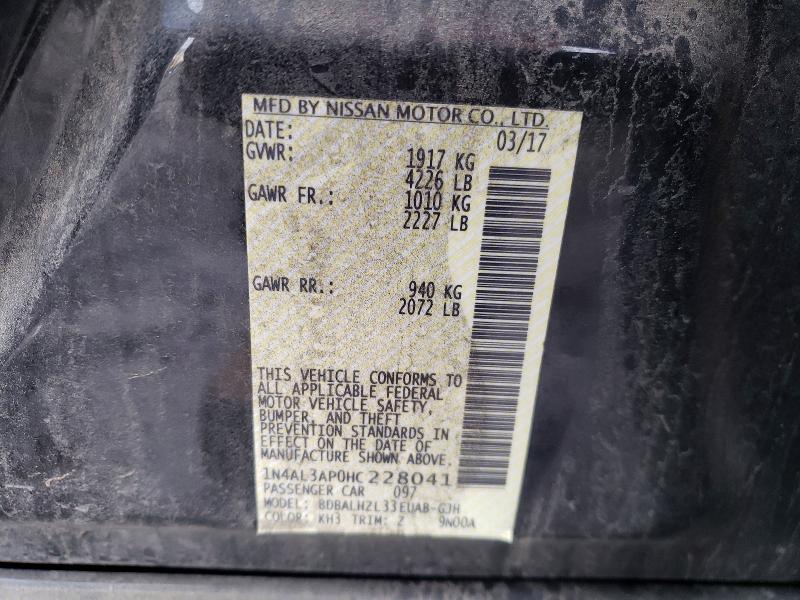 MFD BY NISSAN MOTOR CO., LTD.
DATE: 03/17
GVWR: 1917 KG
4226 LB
GAWR FR.: 1010 KG
2227 LB
GAWR RR.: 940 KG
2072 LB
THIS VEHICLE CONFORMS TO
ALL APPLICABLE FEDERAL
MOTOR VEHICLE SAFETY,
BUMPER, AND THEFT
PREVENTION STANDARDS IN
EFFECT ON THE DATE OF
MANUFACTURE SHOWN ABOVE.
1N4AL3AP0HC228041
PASSENGER CAR 097
MODEL: BDBALHZL33EUAB-GJH
COLOR: KH3 TRIM: 2 9N00A